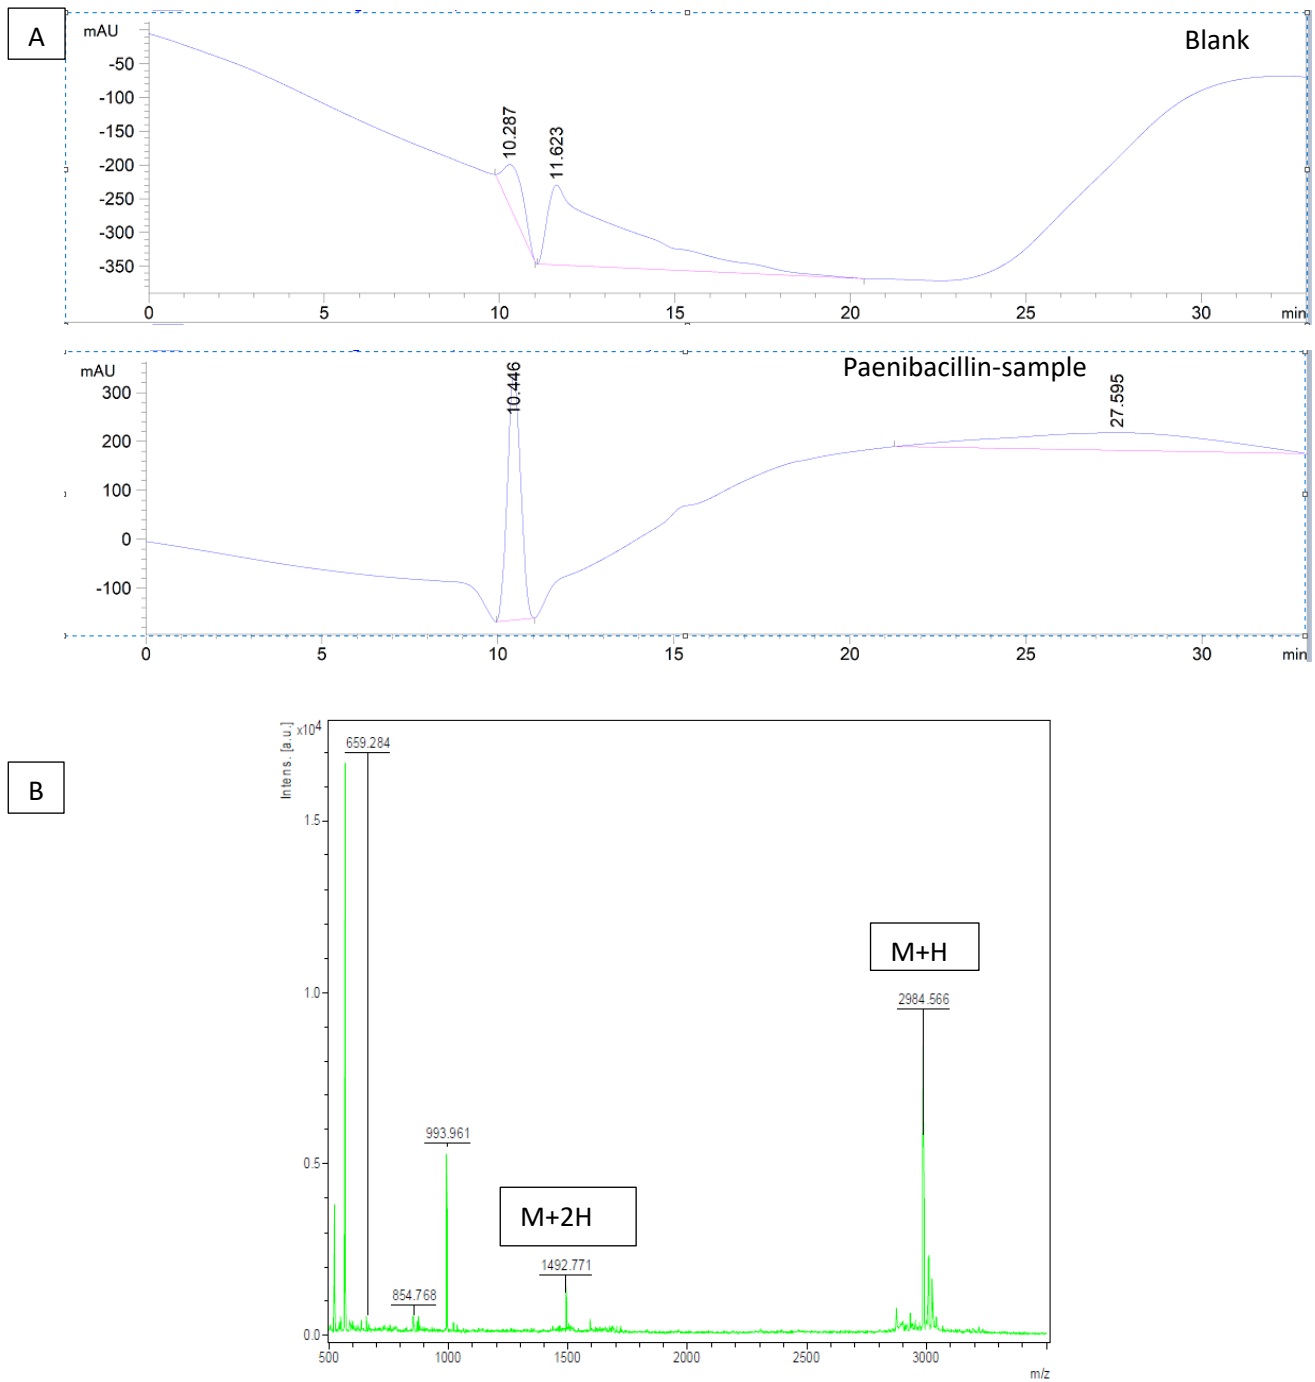 A
mAU
Blank
-50
-100
-150
-200
-250
-300
-350
10.287
11.623
0 5 10 15 20 25 30 min
mAU
Paenibacillin-sample
300
200
100
0
-100
10.446
27.595
0 5 10 15 20 25 30 min
B
Intens. [a.u.]
x10⁴
659.284
1.5
M+H
1.0
2984.566
993.961
0.5
M+2H
1492.771
854.768
0.0
500 1000 1500 2000 2500 3000
m/z